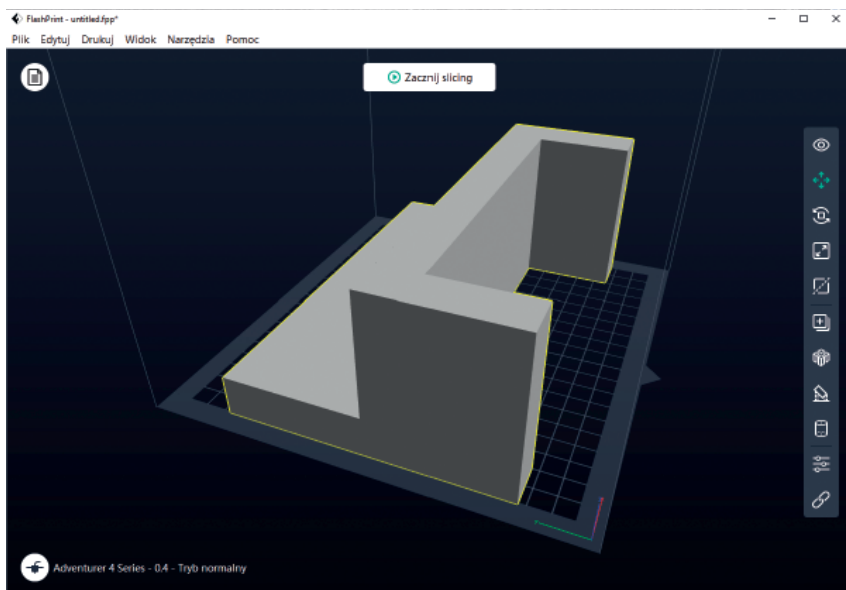 FlashPrint - untitled.fpp*
Plik Edytuj Drukuj Widok Narzędzia Pomoc
Zacznij slicing
Adventurer 4 Series - 0.4 - Tryb normalny